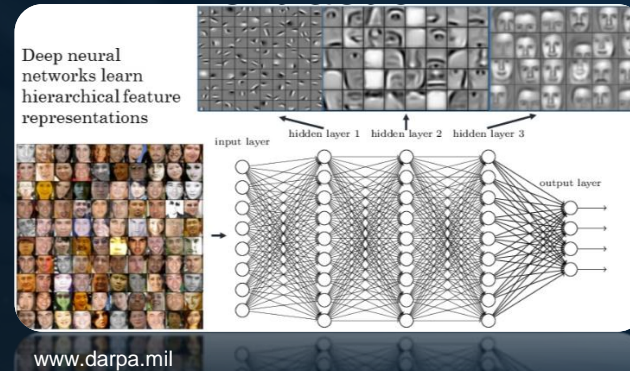 Deep neural
networks learn
hierarchical feature
representations
input layer
hidden layer 1 hidden layer 2 hidden layer 3
output layer
www.darpa.mil